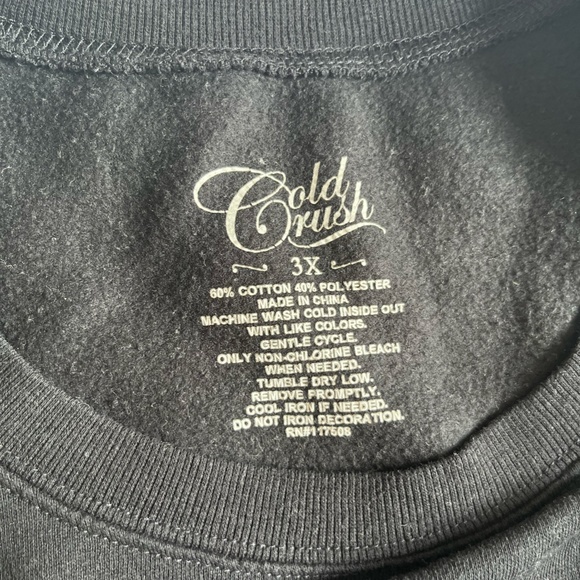 Cold
Crush
3X
60% COTTON 40% POLYESTER
MADE IN CHINA
MACHINE WASH COLD INSIDE OUT
WITH LIKE COLORS.
GENTLE CYCLE.
ONLY NON-CHLORINE BLEACH
WHEN NEEDED.
TUMBLE DRY LOW.
REMOVE PROMPTLY.
COOL IRON IF NEEDED.
DO NOT IRON DECORATION.
RN#117508